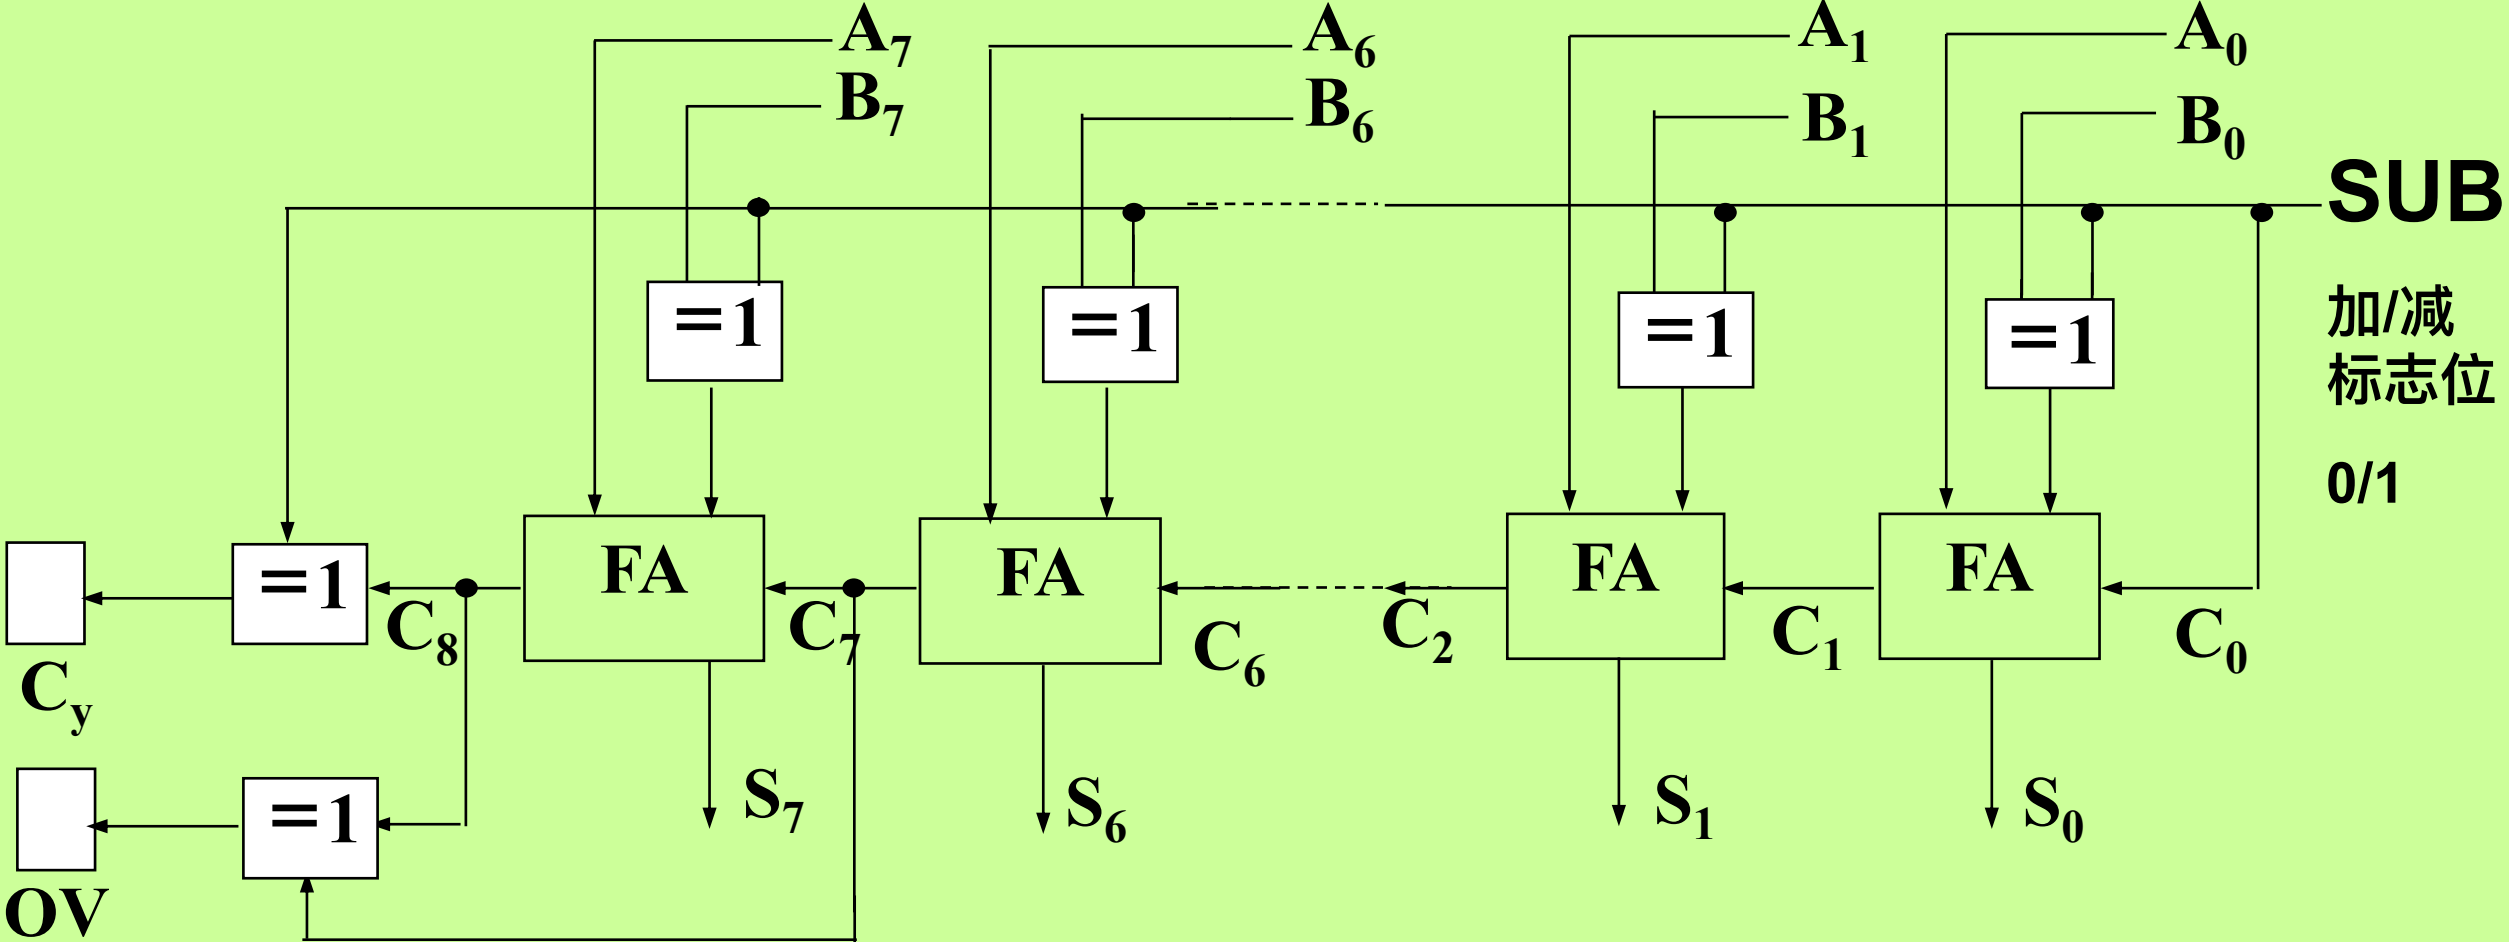 A7 A6 A1 A0
B7 B6 B1 B0
SUB
=1 =1 =1 =1
加/减
标志位
0/1
FA FA FA FA
=1
C8 C7 C6 C2 C1 C0
Cy
=1
S7 S6 S1 S0
OV